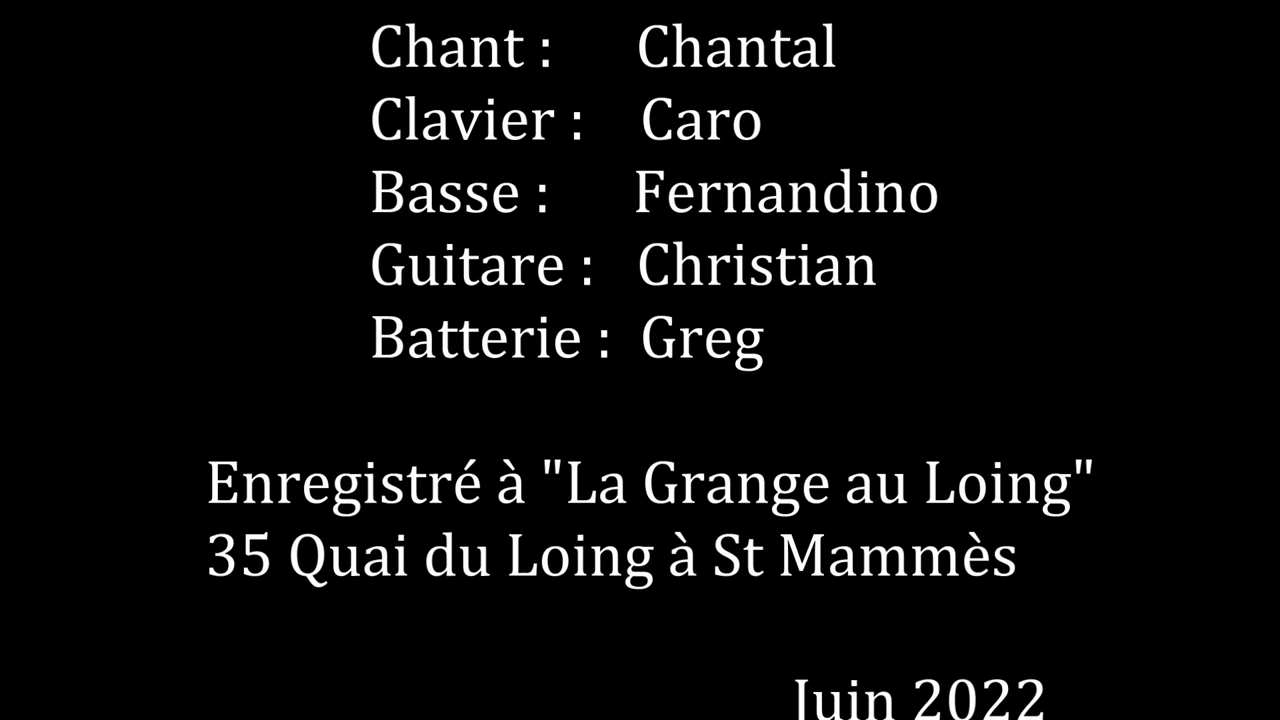 Chant : Chantal
Clavier : Caro
Basse : Fernandino
Guitare : Christian
Batterie : Greg
Enregistré à "La Grange au Loing"
35 Quai du Loing à St Mammès
Juin 2022